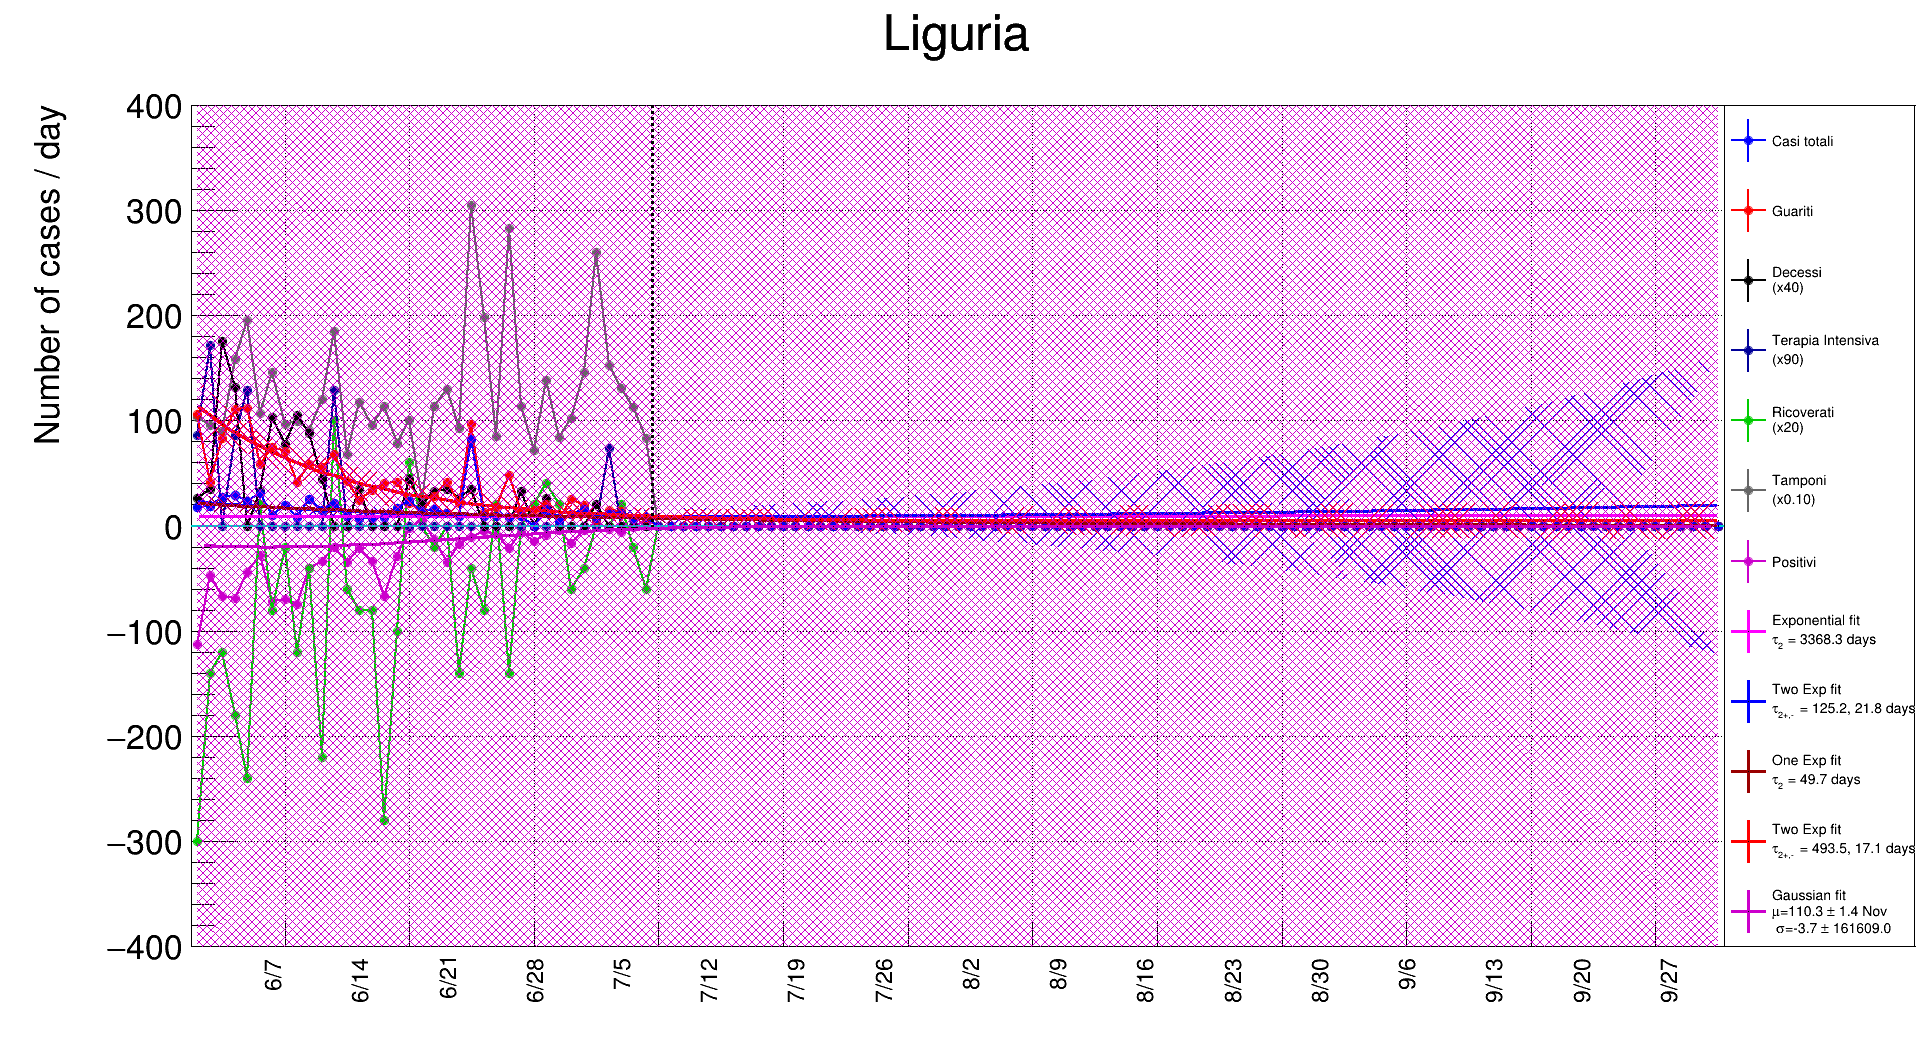 Liguria
Number of cases / day
400
300
200
100
0
−100
−200
−300
−400
6/7
6/14
6/21
6/28
7/5
7/12
7/19
7/26
8/2
8/9
8/16
8/23
8/30
9/6
9/13
9/20
9/27
Casi totali
Guariti
Decessi
(x40)
Terapia Intensiva
(x90)
Ricoverati
(x20)
Tamponi
(x0.10)
Positivi
Exponential fit
τ2 = 3368.3 days
Two Exp fit
τ2+,- = 125.2, 21.8 days
One Exp fit
τ2 = 49.7 days
Two Exp fit
τ2+,- = 493.5, 17.1 days
Gaussian fit
μ=110.3 ± 1.4 Nov
σ=-3.7 ± 161609.0